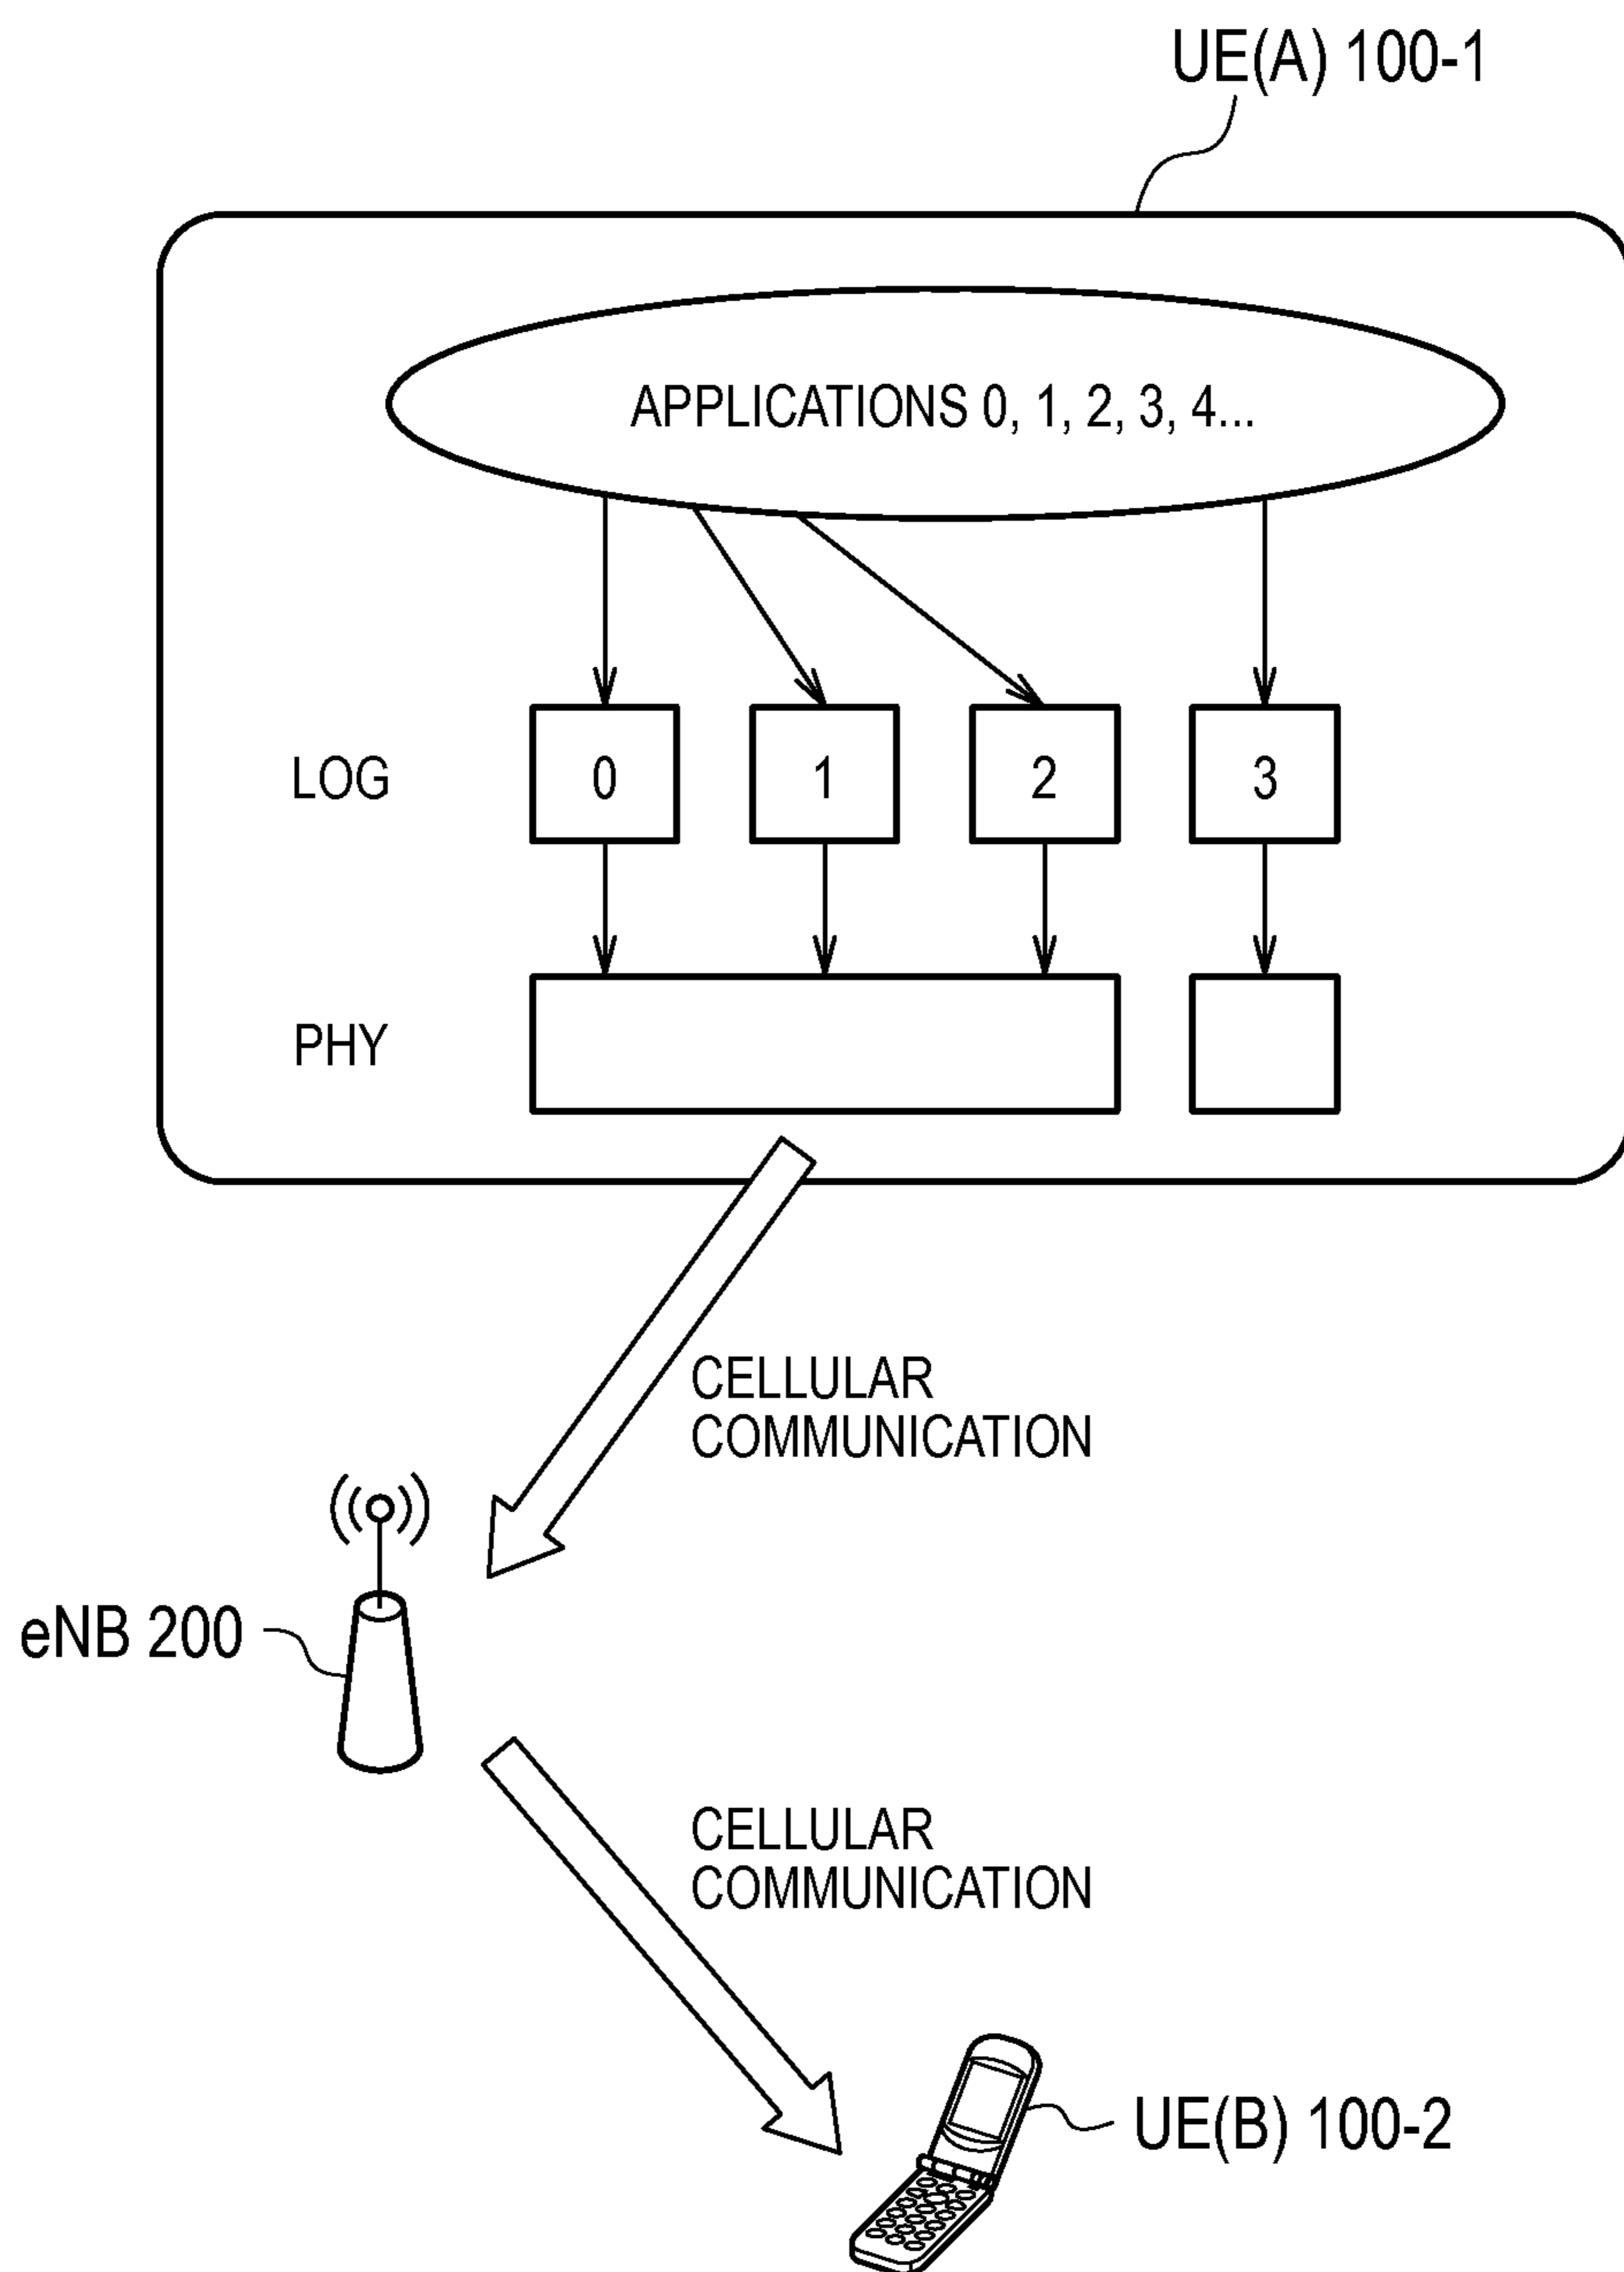 UE(A) 100-1
APPLICATIONS 0, 1, 2, 3, 4...
LOG 0 1 2 3
PHY
CELLULAR
COMMUNICATION
eNB 200
CELLULAR
COMMUNICATION
UE(B) 100-2